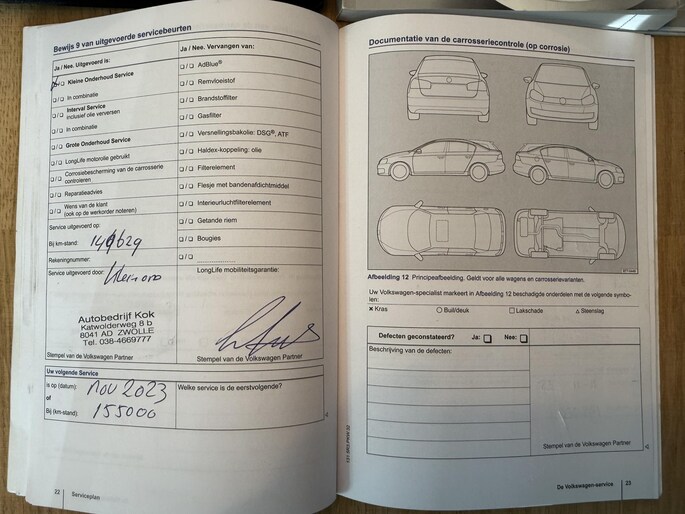 Bewijs 9 van uitgevoerde servicebeurten
Ja / Nee. Uitgevoerd is:
Kleine Onderhoud Service
In combinatie
Interval Service
inclusief olie verversen
In combinatie
Grote Onderhoud Service
LongLife motorolie gebruikt
Corrosiebescherming van de carrosserie
controleren
Reparatieadvies
Wens van de klant
(ook op de werkorder noteren)
Service uitgevoerd op:
Bij km-stand:
Rekeningnummer:
Service uitgevoerd door:
Autobedrijf Kok
Katwolderweg 8 b
8041 AD ZWOLLE
Tel. 038-4669777
Stempel van de Volkswagen Partner
Ja / Nee. Vervangen van:
AdBlue®
Remvloeistof
Brandstoffilter
Gasfilter
Versnellingsbakolie: DSG®, ATF
Haldex-koppeling: olie
Filterelement
Flesje met bandenafdichtmiddel
Interieurluchtfilterelement
Getande riem
Bougies
LongLife mobiliteitsgarantie:
Stempel van de Volkswagen Partner
Uw volgende Service
is op (datum): nov 2023
of
Bij (km-stand): 155000
Welke service is de eerstvolgende?
22 Serviceplan
Documentatie van de carrosseriecontrole (op corrosie)
Afbeelding 12 Principeafbeelding. Geldt voor alle wagens en carrosserievarianten.
Uw Volkswagen-specialist markeert in Afbeelding 12 beschadigde onderdelen met de volgende symbo-
len:
× Kras ○ Buil/deuk □ Lakschade △ Steenslag
Defecten geconstateerd? Ja: Nee:
Beschrijving van de defecten:
Stempel van de Volkswagen Partner
De Volkswagen-service 23